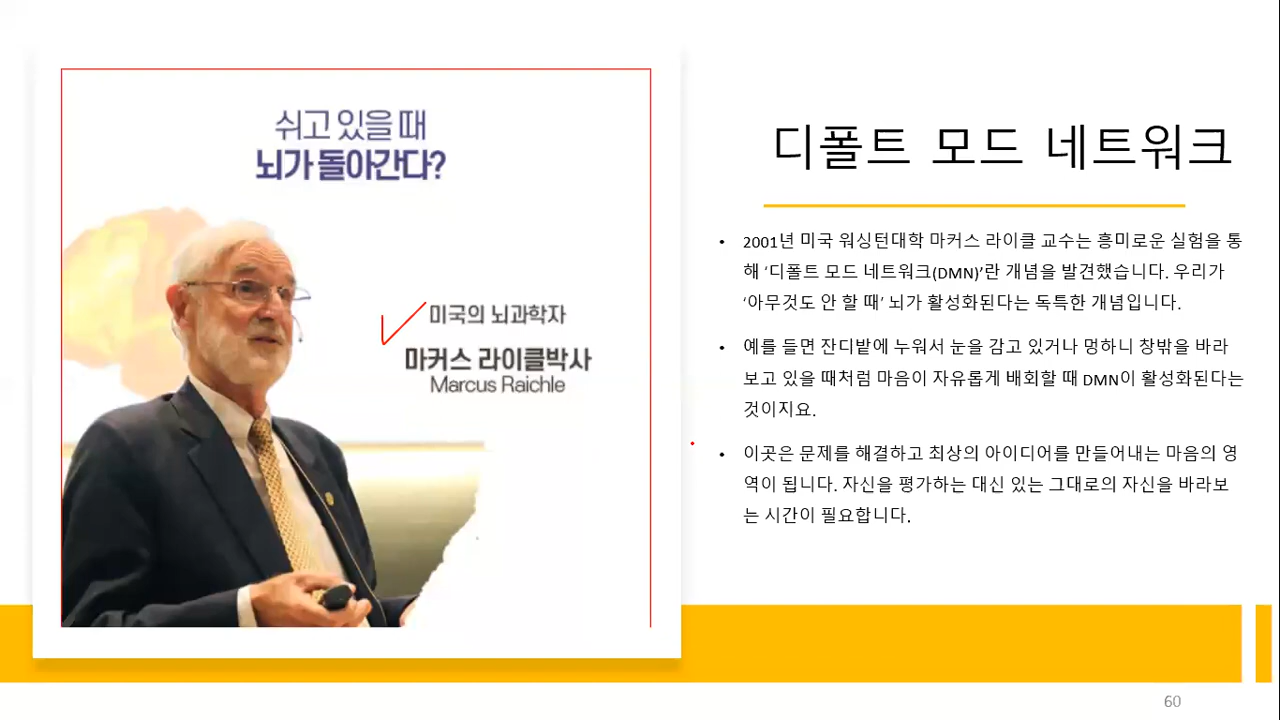 쉬고 있을 때
뇌가 돌아간다?
미국의 뇌과학자
마커스 라이클박사
Marcus Raichle
디폴트 모드 네트워크
• 2001년 미국 워싱턴대학 마커스 라이클 교수는 흥미로운 실험을 통
해 ‘디폴트 모드 네트워크(DMN)’란 개념을 발견했습니다. 우리가
‘아무것도 안 할 때’ 뇌가 활성화된다는 독특한 개념입니다.
• 예를 들면 잔디밭에 누워서 눈을 감고 있거나 멍하니 창밖을 바라
보고 있을 때처럼 마음이 자유롭게 배회할 때 DMN이 활성화된다는
것이지요.
• 이곳은 문제를 해결하고 최상의 아이디어를 만들어내는 마음의 영
역이 됩니다. 자신을 평가하는 대신 있는 그대로의 자신을 바라보
는 시간이 필요합니다.
60